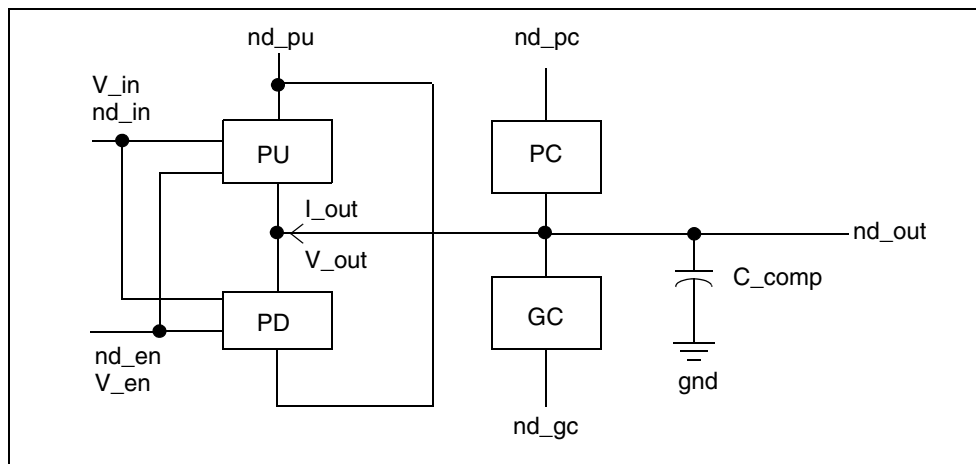 nd_pu
nd_pc
V_in
nd_in
PU
PC
I_out
nd_out
V_out
C_comp
PD
GC
nd_en
V_en
gnd
nd_gc